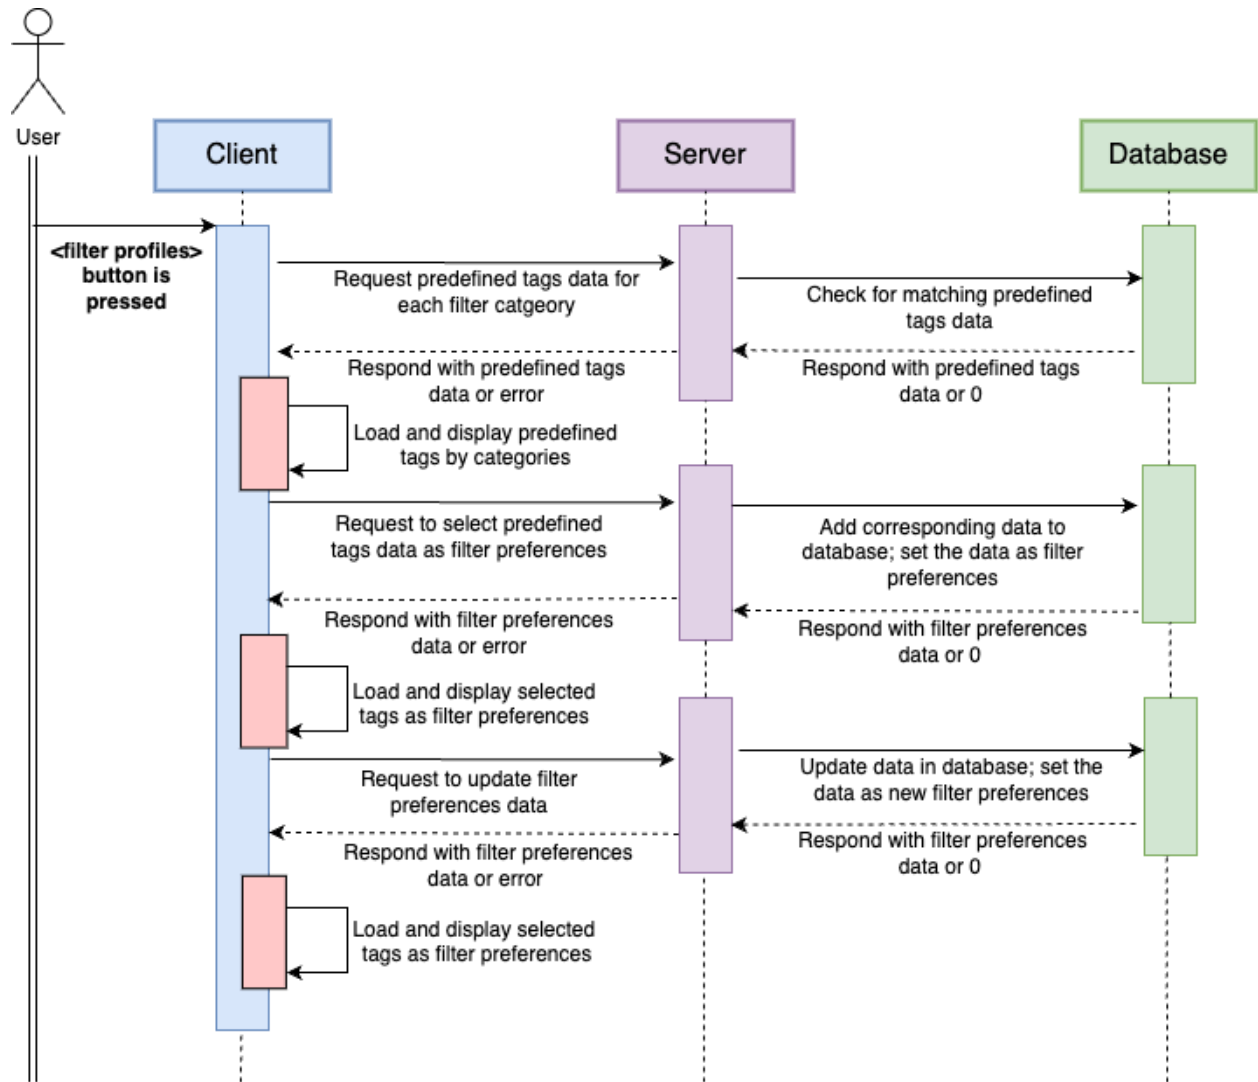 User
Client
Server
Database
<filter profiles>
button is
pressed
Request predefined tags data for
each filter catgeory
Check for matching predefined
tags data
Respond with predefined tags
data or error
Respond with predefined tags
data or 0
Load and display predefined
tags by categories
Request to select predefined
tags data as filter preferences
Add corresponding data to
database; set the data as filter
preferences
Respond with filter preferences
data or error
Respond with filter preferences
data or 0
Load and display selected
tags as filter preferences
Request to update filter
preferences data
Update data in database; set the
data as new filter preferences
Respond with filter preferences
data or error
Respond with filter preferences
data or 0
Load and display selected
tags as filter preferences